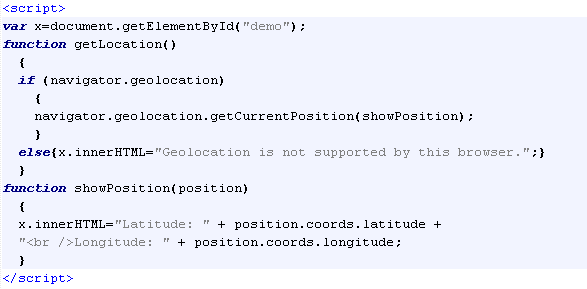 <script>
var x=document.getElementById("demo");
function getLocation()
  {
  if (navigator.geolocation)
    {
    navigator.geolocation.getCurrentPosition(showPosition);
    }
  else{x.innerHTML="Geolocation is not supported by this browser.";}
  }
function showPosition(position)
  {
  x.innerHTML="Latitude: " + position.coords.latitude +
  "<br />Longitude: " + position.coords.longitude;
  }
</script>